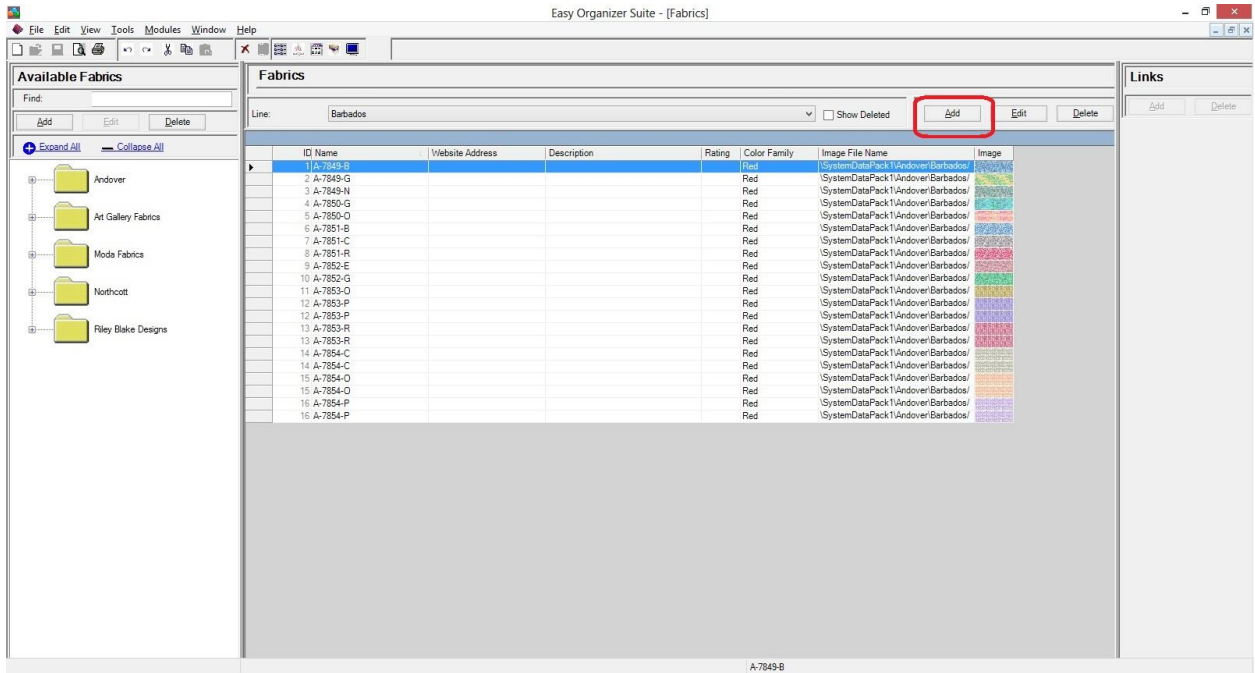 Easy Organizer Suite - [Fabrics]
File Edit View Tools Modules Window Help
Available Fabrics
Find:
Add Edit Delete
Expand All Collapse All
Andover
Art Gallery Fabrics
Moda Fabrics
Northcott
Riley Blake Designs
Fabrics
Line: Barbados Show Deleted Add Edit Delete
ID Name Website Address Description Rating Color Family Image File Name Image
1 A-7849-B Red \SystemDataPack1\Andover\Barbados/
2 A-7849-G Red \SystemDataPack1\Andover\Barbados/
3 A-7849-N Red \SystemDataPack1\Andover\Barbados/
4 A-7850-G Red \SystemDataPack1\Andover\Barbados/
5 A-7850-O Red \SystemDataPack1\Andover\Barbados/
6 A-7851-B Red \SystemDataPack1\Andover\Barbados/
7 A-7851-C Red \SystemDataPack1\Andover\Barbados/
8 A-7851-R Red \SystemDataPack1\Andover\Barbados/
9 A-7852-E Red \SystemDataPack1\Andover\Barbados/
10 A-7852-G Red \SystemDataPack1\Andover\Barbados/
11 A-7853-O Red \SystemDataPack1\Andover\Barbados/
12 A-7853-P Red \SystemDataPack1\Andover\Barbados/
12 A-7853-P Red \SystemDataPack1\Andover\Barbados/
13 A-7853-R Red \SystemDataPack1\Andover\Barbados/
13 A-7853-R Red \SystemDataPack1\Andover\Barbados/
14 A-7854-C Red \SystemDataPack1\Andover\Barbados/
14 A-7854-C Red \SystemDataPack1\Andover\Barbados/
15 A-7854-O Red \SystemDataPack1\Andover\Barbados/
15 A-7854-O Red \SystemDataPack1\Andover\Barbados/
16 A-7854-P Red \SystemDataPack1\Andover\Barbados/
16 A-7854-P Red \SystemDataPack1\Andover\Barbados/
Links
Add Delete
A-7849-B